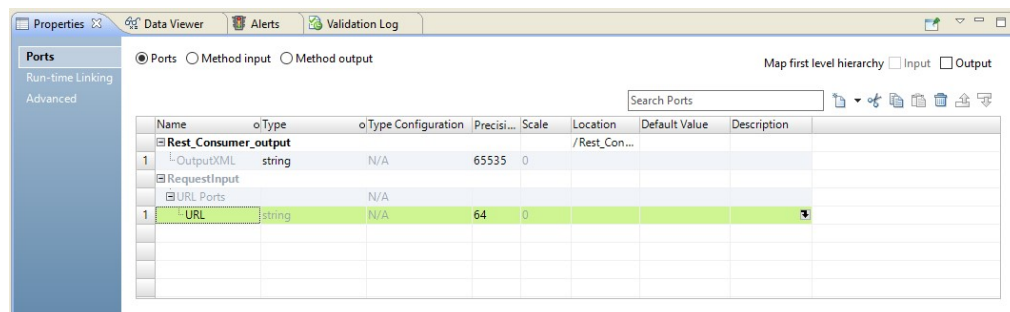 Properties Data Viewer Alerts Validation Log
Ports Ports Method input Method output Map first level hierarchy Input Output
Run-time Linking
Advanced Search Ports
Name Type Type Configuration Precisi... Scale Location Default Value Description
Rest_Consumer_output /Rest_Con...
1 OutputXML string N/A 65535 0
RequestInput
URL Ports N/A
1 URL string N/A 64 0